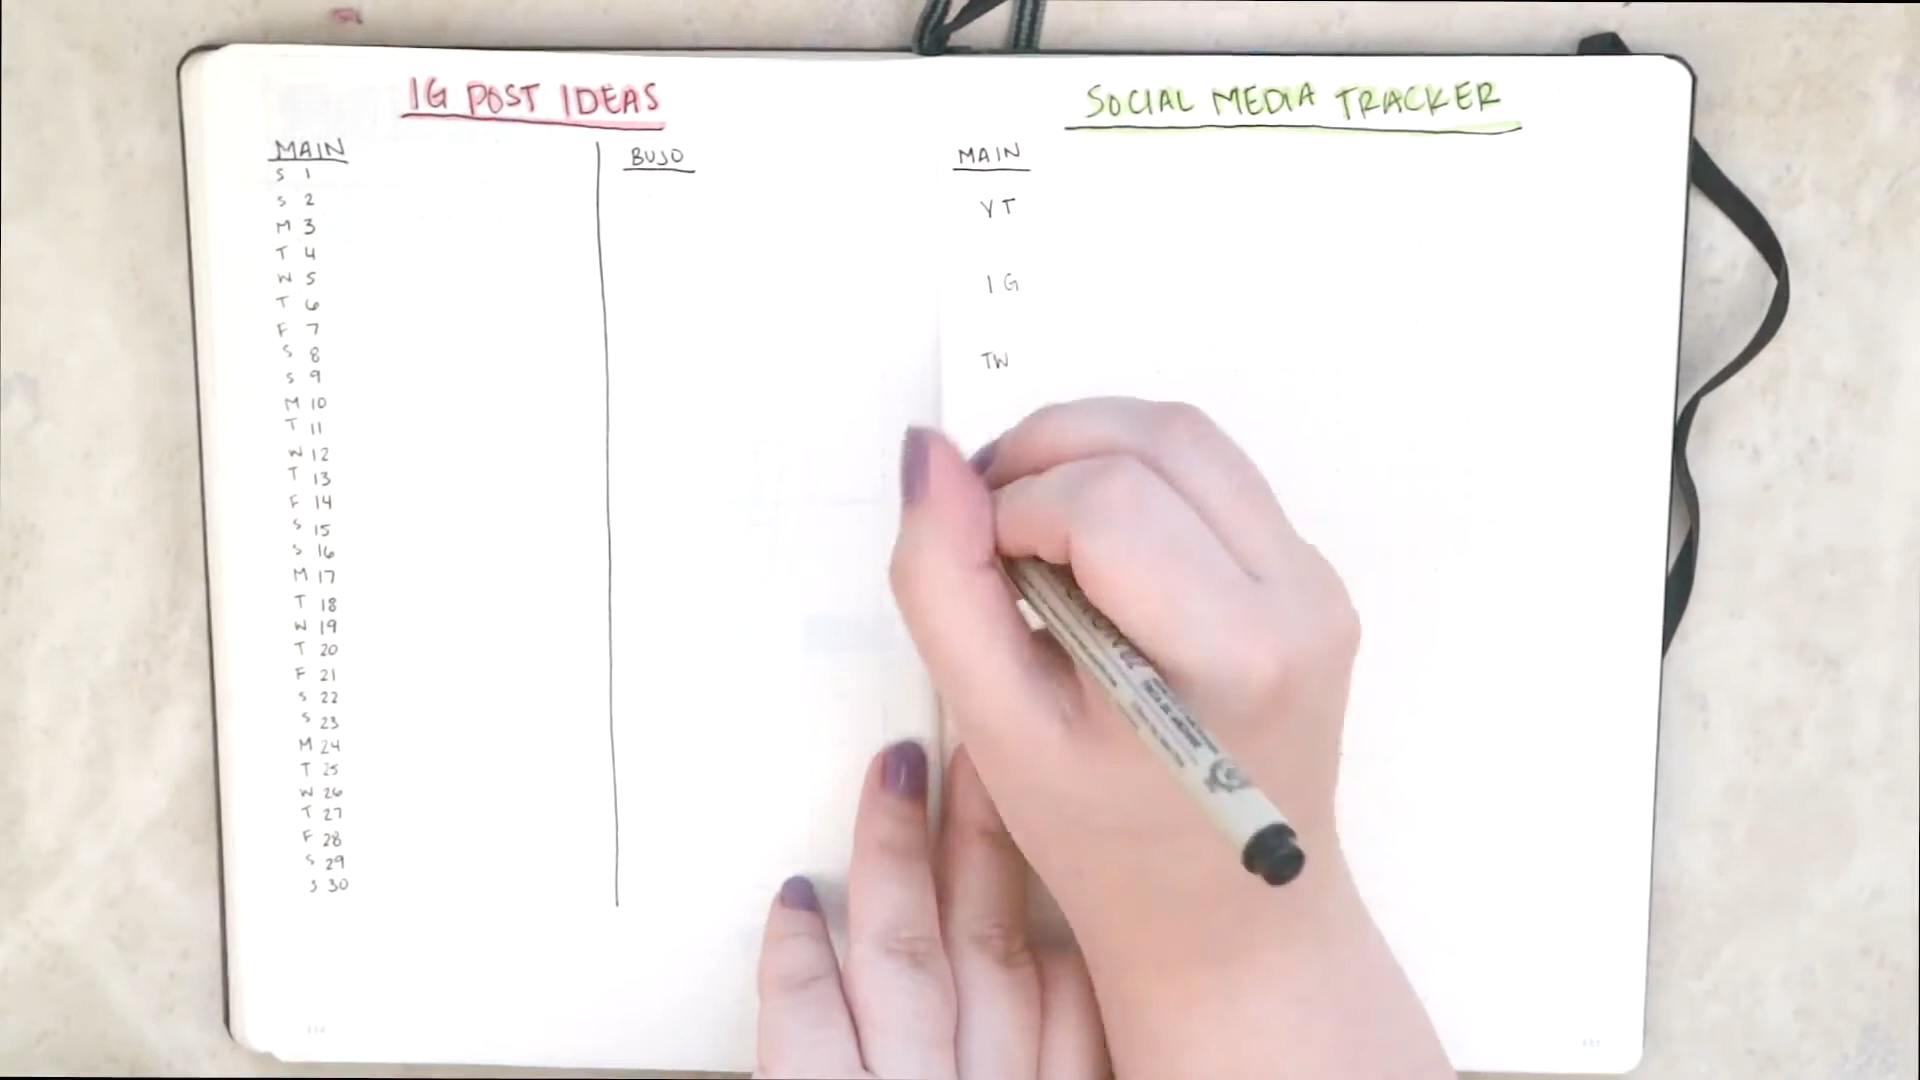 IG POST IDEAS
MAIN
S 1
S 2
M 3
T 4
W 5
T 6
F 7
S 8
S 9
M 10
T 11
W 12
T 13
F 14
S 15
S 16
M 17
T 18
W 19
T 20
F 21
S 22
S 23
M 24
T 25
W 26
T 27
F 28
S 29
S 30
BUJO
SOCIAL MEDIA TRACKER
MAIN
YT
IG
TW